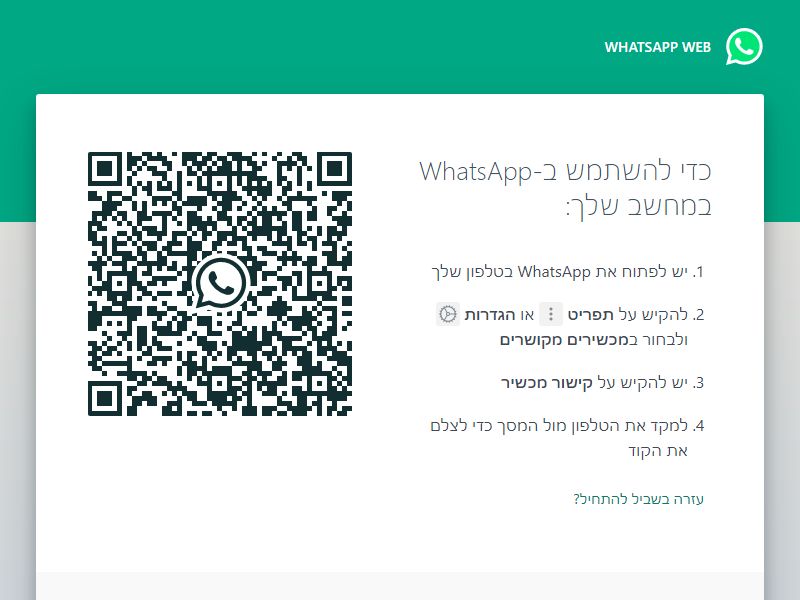 WHATSAPP WEB
כדי להשתמש ב-WhatsApp
במחשב שלך:
1. יש לפתוח את WhatsApp בטלפון שלך
2. להקיש על תפריט או הגדרות
ולבחור במכשירים מקושרים
3. יש להקיש על קישור מכשיר
4. למקד את הטלפון מול המסך כדי לצלם
את הקוד
עזרה בשביל להתחיל?